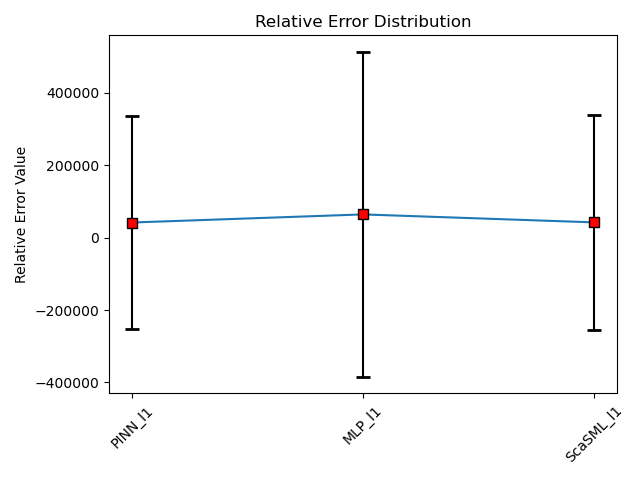 Relative Error Distribution
Relative Error Value
400000
200000
0
−200000
−400000
PINN_l1
MLP_l1
ScaSML_l1